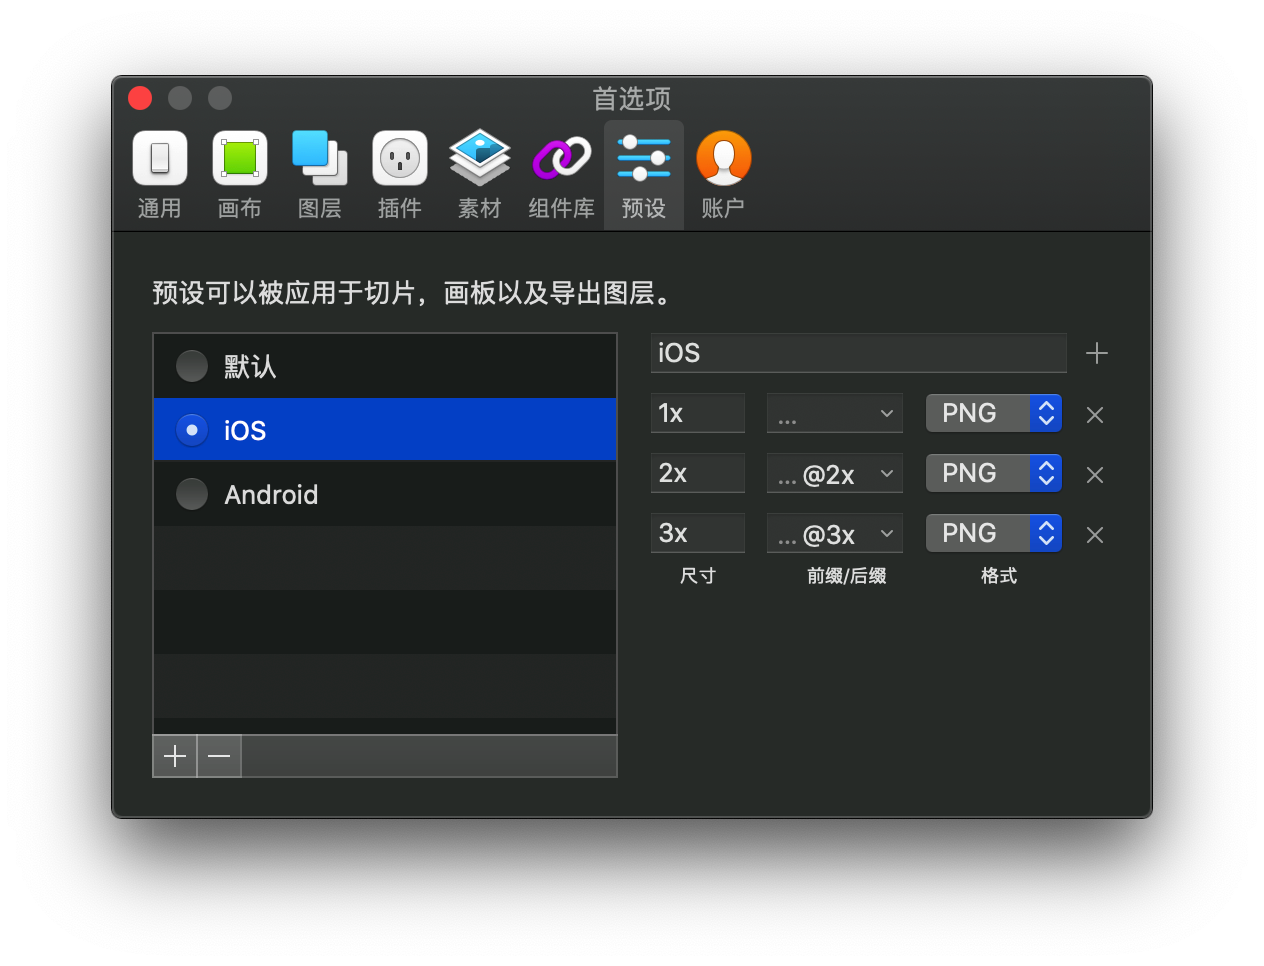 首选项
通用 画布 图层 插件 素材 组件库 预设 账户
预设可以被应用于切片，画板以及导出图层。
默认
iOS
Android
iOS
1x ... PNG
2x ... @2x PNG
3x ... @3x PNG
尺寸 前缀/后缀 格式